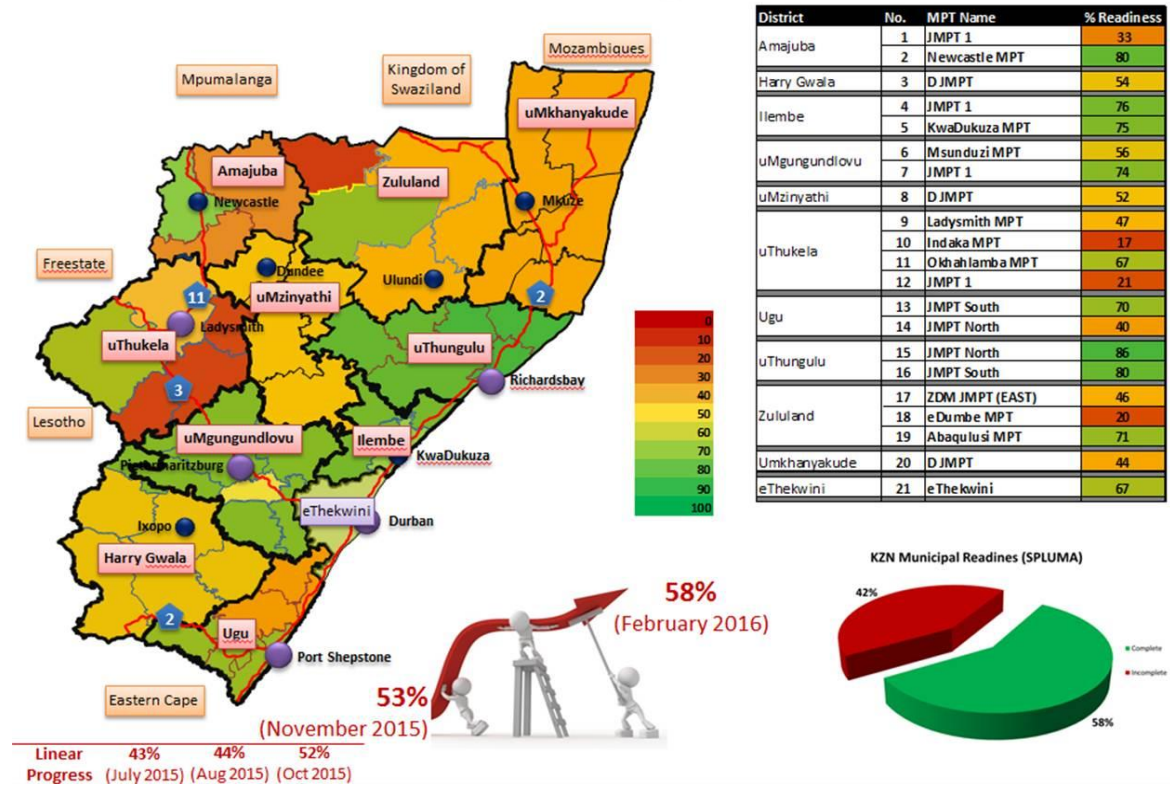 Mozambiques
Mpumalanga
Kingdom of
Swaziland
uMkhanyakude
Amajuba
Zululand
Newcastle
Mkuze
Freestate
Dundee
Ulundi
uMzinyathi
11
2
Ladysmith
uThukela
uThungulu
3
Richardsbay
Lesotho
uMgungundlovu
Ilembe
KwaDukuza
Pietermaritzburg
eThekwini
Durban
Ixopo
Harry Gwala
2
Ugu
Port Shepstone
Eastern Cape
0
10
20
30
40
50
60
70
80
90
100
District No. MPT Name % Readiness
Amajuba 1 JMPT 1 33
2 Newcastle MPT 80
Harry Gwala 3 DJMPT 54
Ilembe 4 JMPT 1 76
5 KwaDukuza MPT 75
uMgungundlovu 6 Msunduzi MPT 56
7 JMPT 1 74
uMzinyathi 8 DJMPT 52
uThukela 9 Ladysmith MPT 47
10 Indaka MPT 17
11 Okhahlamba MPT 67
12 JMPT 1 21
Ugu 13 JMPT South 70
14 JMPT North 40
uThungulu 15 JMPT North 86
16 JMPT South 80
Zululand 17 ZDM JMPT (EAST) 46
18 eDumbe MPT 20
19 Abaqulusi MPT 71
Umkhanyakude 20 DJMPT 44
eThekwini 21 eThekwini 67
KZN Municipal Readines (SPLUMA)
42%
Complete
Incomplete
58%
58%
(February 2016)
53%
(November 2015)
Linear 43% 44% 52%
Progress (July 2015) (Aug 2015) (Oct 2015)